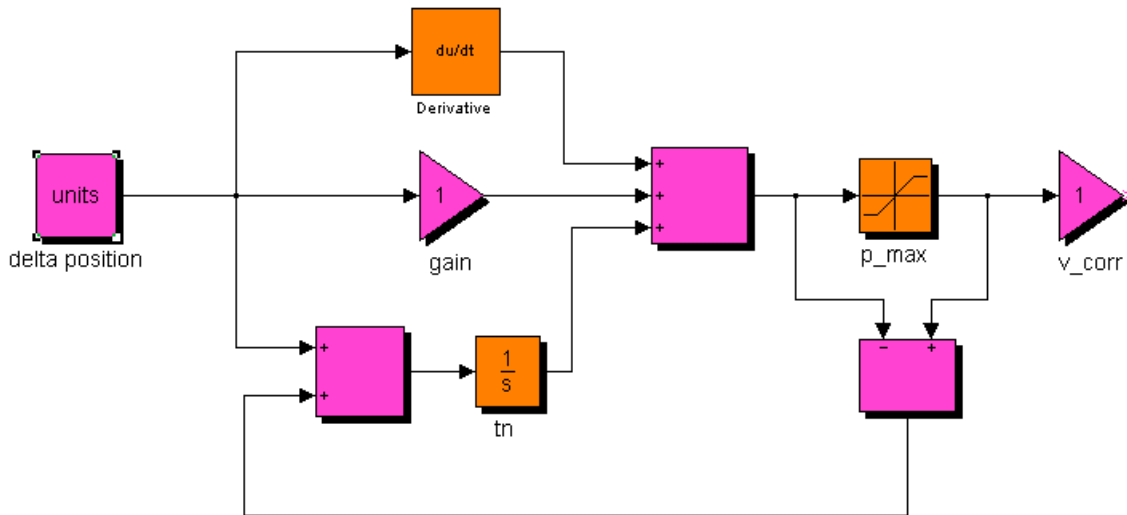 du/dt
Derivative
units
delta position
1
gain
+
+
+
p_max
1
v_corr
+
+
1
s
tn
− +